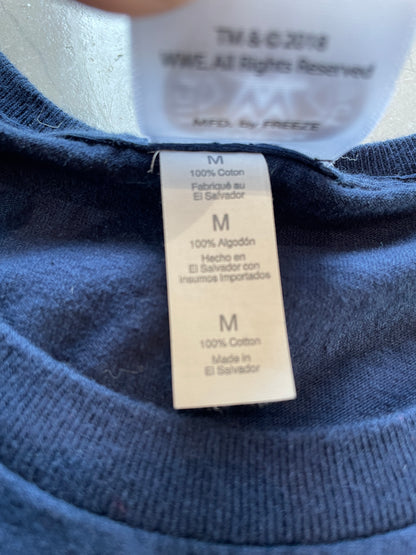 TM & © 2018
WWE. All Rights Reserved
MFD. by FREEZE
M
100% Coton
Fabriqué au
El Salvador
M
100% Algodón
Hecho en
El Salvador con
Insumos Importados
M
100% Cotton
Made in
El Salvador